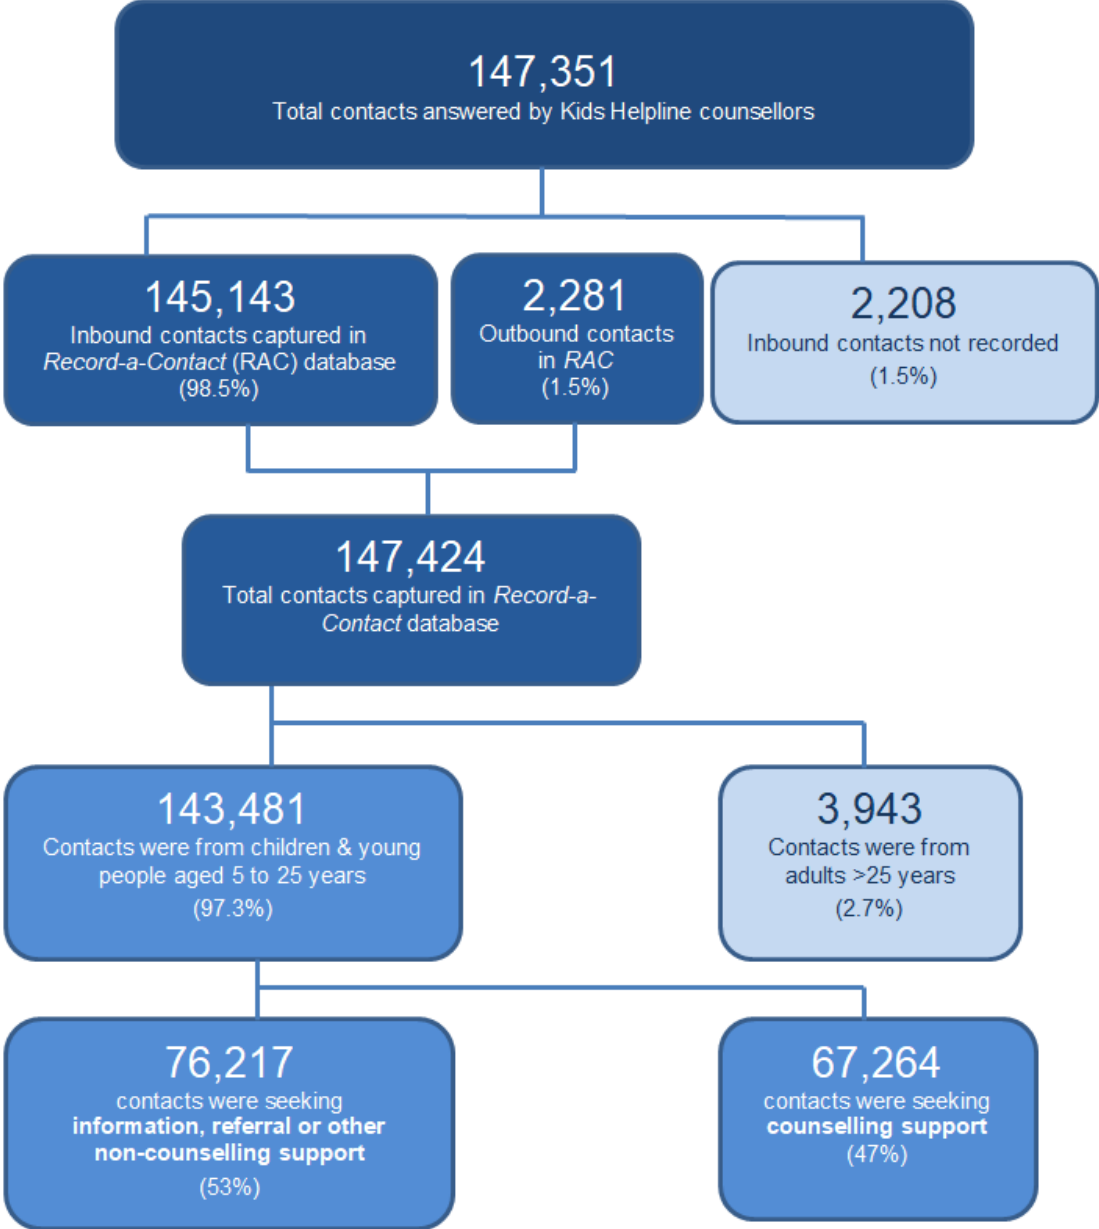 147,351
Total contacts answered by Kids Helpline counsellors
145,143
Inbound contacts captured in
Record-a-Contact (RAC) database
(98.5%)
2,281
Outbound contacts
in RAC
(1.5%)
2,208
Inbound contacts not recorded
(1.5%)
147,424
Total contacts captured in Record-a-
Contact database
143,481
Contacts were from children & young
people aged 5 to 25 years
(97.3%)
3,943
Contacts were from
adults >25 years
(2.7%)
76,217
contacts were seeking
information, referral or other
non-counselling support
(53%)
67,264
contacts were seeking
counselling support
(47%)